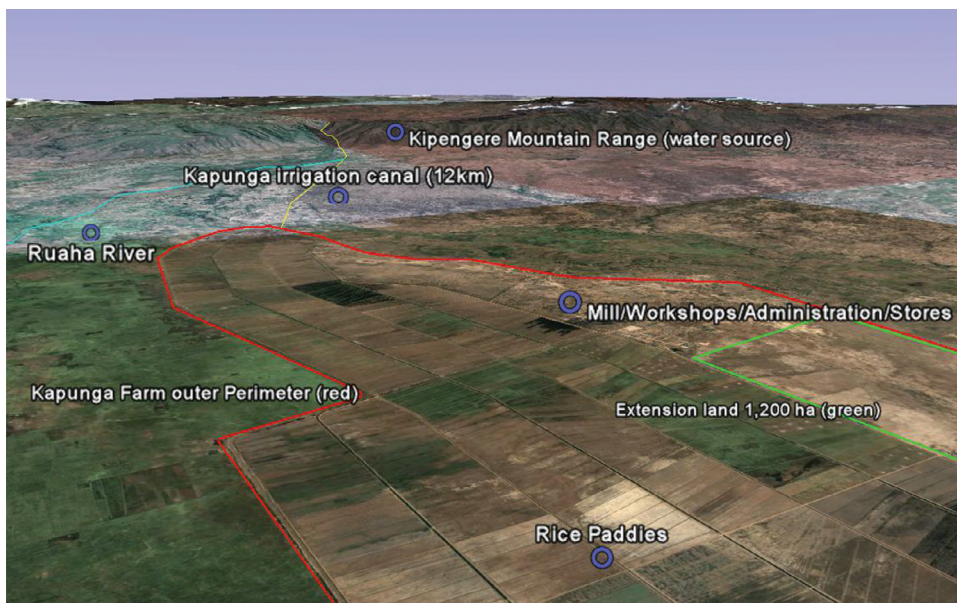 Kipengere Mountain Range (water source)
Kapunga irrigation canal (12km)
Ruaha River
Mill/Workshops/Administration/Stores
Kapunga Farm outer Perimeter (red)
Extension land 1,200 ha (green)
Rice Paddies